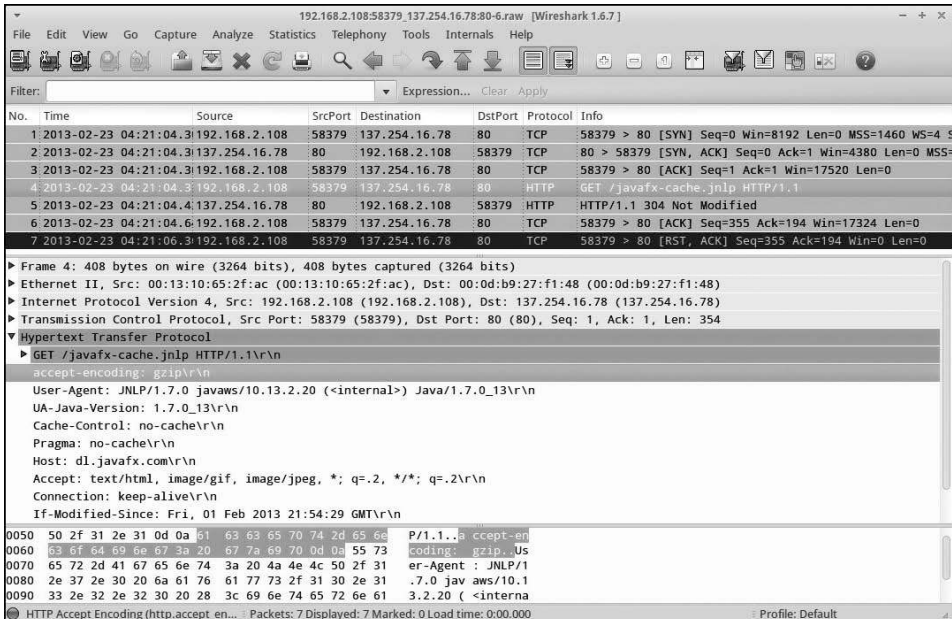 192.168.2.108:58379_137.254.16.78:80-6.raw [Wireshark 1.6.7 ]
File Edit View Go Capture Analyze Statistics Telephony Tools Internals Help
Filter: Expression... Clear Apply
No. Time Source SrcPort Destination DstPort Protocol Info
1 2013-02-23 04:21:04.3 192.168.2.108 58379 137.254.16.78 80 TCP 58379 > 80 [SYN] Seq=0 Win=8192 Len=0 MSS=1460 WS=4 S
2 2013-02-23 04:21:04.3 137.254.16.78 80 192.168.2.108 58379 TCP 80 > 58379 [SYN, ACK] Seq=0 Ack=1 Win=4380 Len=0 MSS=
3 2013-02-23 04:21:04.3 192.168.2.108 58379 137.254.16.78 80 TCP 58379 > 80 [ACK] Seq=1 Ack=1 Win=17520 Len=0
4 2013-02-23 04:21:04.3 192.168.2.108 58379 137.254.16.78 80 HTTP GET /javafx-cache.jnlp HTTP/1.1
5 2013-02-23 04:21:04.4 137.254.16.78 80 192.168.2.108 58379 HTTP HTTP/1.1 304 Not Modified
6 2013-02-23 04:21:04.6 192.168.2.108 58379 137.254.16.78 80 TCP 58379 > 80 [ACK] Seq=355 Ack=194 Win=17324 Len=0
7 2013-02-23 04:21:06.3 192.168.2.108 58379 137.254.16.78 80 TCP 58379 > 80 [RST, ACK] Seq=355 Ack=194 Win=0 Len=0
Frame 4: 408 bytes on wire (3264 bits), 408 bytes captured (3264 bits)
Ethernet II, Src: 00:13:10:65:2f:ac (00:13:10:65:2f:ac), Dst: 00:0d:b9:27:f1:48 (00:0d:b9:27:f1:48)
Internet Protocol Version 4, Src: 192.168.2.108 (192.168.2.108), Dst: 137.254.16.78 (137.254.16.78)
Transmission Control Protocol, Src Port: 58379 (58379), Dst Port: 80 (80), Seq: 1, Ack: 1, Len: 354
Hypertext Transfer Protocol
GET /javafx-cache.jnlp HTTP/1.1\r\n
accept-encoding: gzip\r\n
User-Agent: JNLP/1.7.0 javaws/10.13.2.20 (<internal>) Java/1.7.0_13\r\n
UA-Java-Version: 1.7.0_13\r\n
Cache-Control: no-cache\r\n
Pragma: no-cache\r\n
Host: dl.javafx.com\r\n
Accept: text/html, image/gif, image/jpeg, *; q=.2, */*; q=.2\r\n
Connection: keep-alive\r\n
If-Modified-Since: Fri, 01 Feb 2013 21:54:29 GMT\r\n
0050 50 2f 31 2e 31 0d 0a 61 63 63 65 70 74 2d 65 6e P/1.1..a ccept-en
0060 63 6f 64 69 6e 67 3a 20 67 7a 69 70 0d 0a 55 73 coding: gzip..Us
0070 65 72 2d 41 67 65 6e 74 3a 20 4a 4e 4c 50 2f 31 er-Agent : JNLP/1
0080 2e 37 2e 30 20 6a 61 76 61 77 73 2f 31 30 2e 31 .7.0 jav aws/10.1
0090 33 2e 32 2e 32 30 20 28 3c 69 6e 74 65 72 6e 61 3.2.20 ( <interna
HTTP Accept Encoding (http.accept_en... Packets: 7 Displayed: 7 Marked: 0 Load time: 0:00.000 Profile: Default